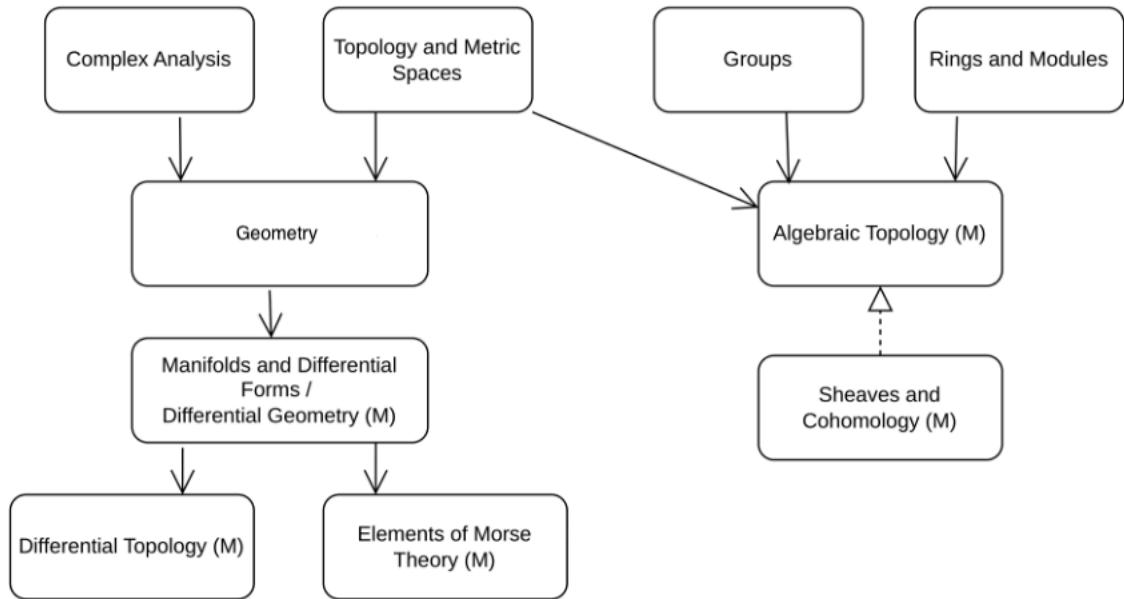 Complex Analysis
Topology and Metric
Spaces
Groups
Rings and Modules
Geometry
Algebraic Topology (M)
Manifolds and Differential
Forms /
Differential Geometry (M)
Sheaves and
Cohomology (M)
Differential Topology (M)
Elements of Morse
Theory (M)